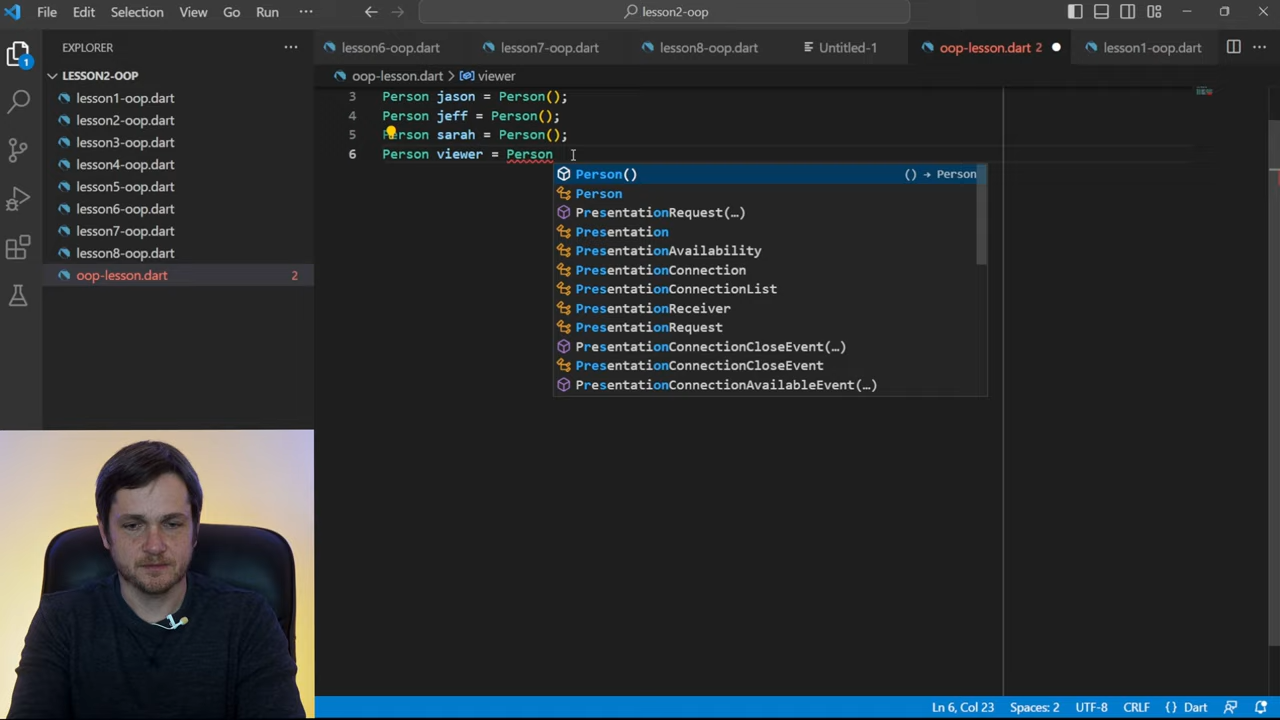 File Edit View Go Run ··· lesson2-oop
EXPLORER ···
LESSON2-OOP
lesson1-oop.dart
lesson2-oop.dart
lesson3-oop.dart
lesson4-oop.dart
lesson5-oop.dart
lesson6-oop.dart
lesson7-oop.dart
lesson8-oop.dart
oop-lesson.dart 2
1
lesson6-oop.dart lesson7-oop.dart lesson8-oop.dart Untitled-1 oop-lesson.dart 2 lesson1-oop.dart ···
oop-lesson.dart > viewer
3 Person jason = Person();
4 Person jeff = Person();
5 Person sarah = Person();
6 Person viewer = Person
Person() () → Person
Person
PresentationRequest(…)
Presentation
PresentationAvailability
PresentationConnection
PresentationConnectionList
PresentationReceiver
PresentationRequest
PresentationConnectionCloseEvent(…)
PresentationConnectionCloseEvent
PresentationConnectionAvailableEvent(…)
Ln 6, Col 23 Spaces: 2 UTF-8 CRLF {} Dart